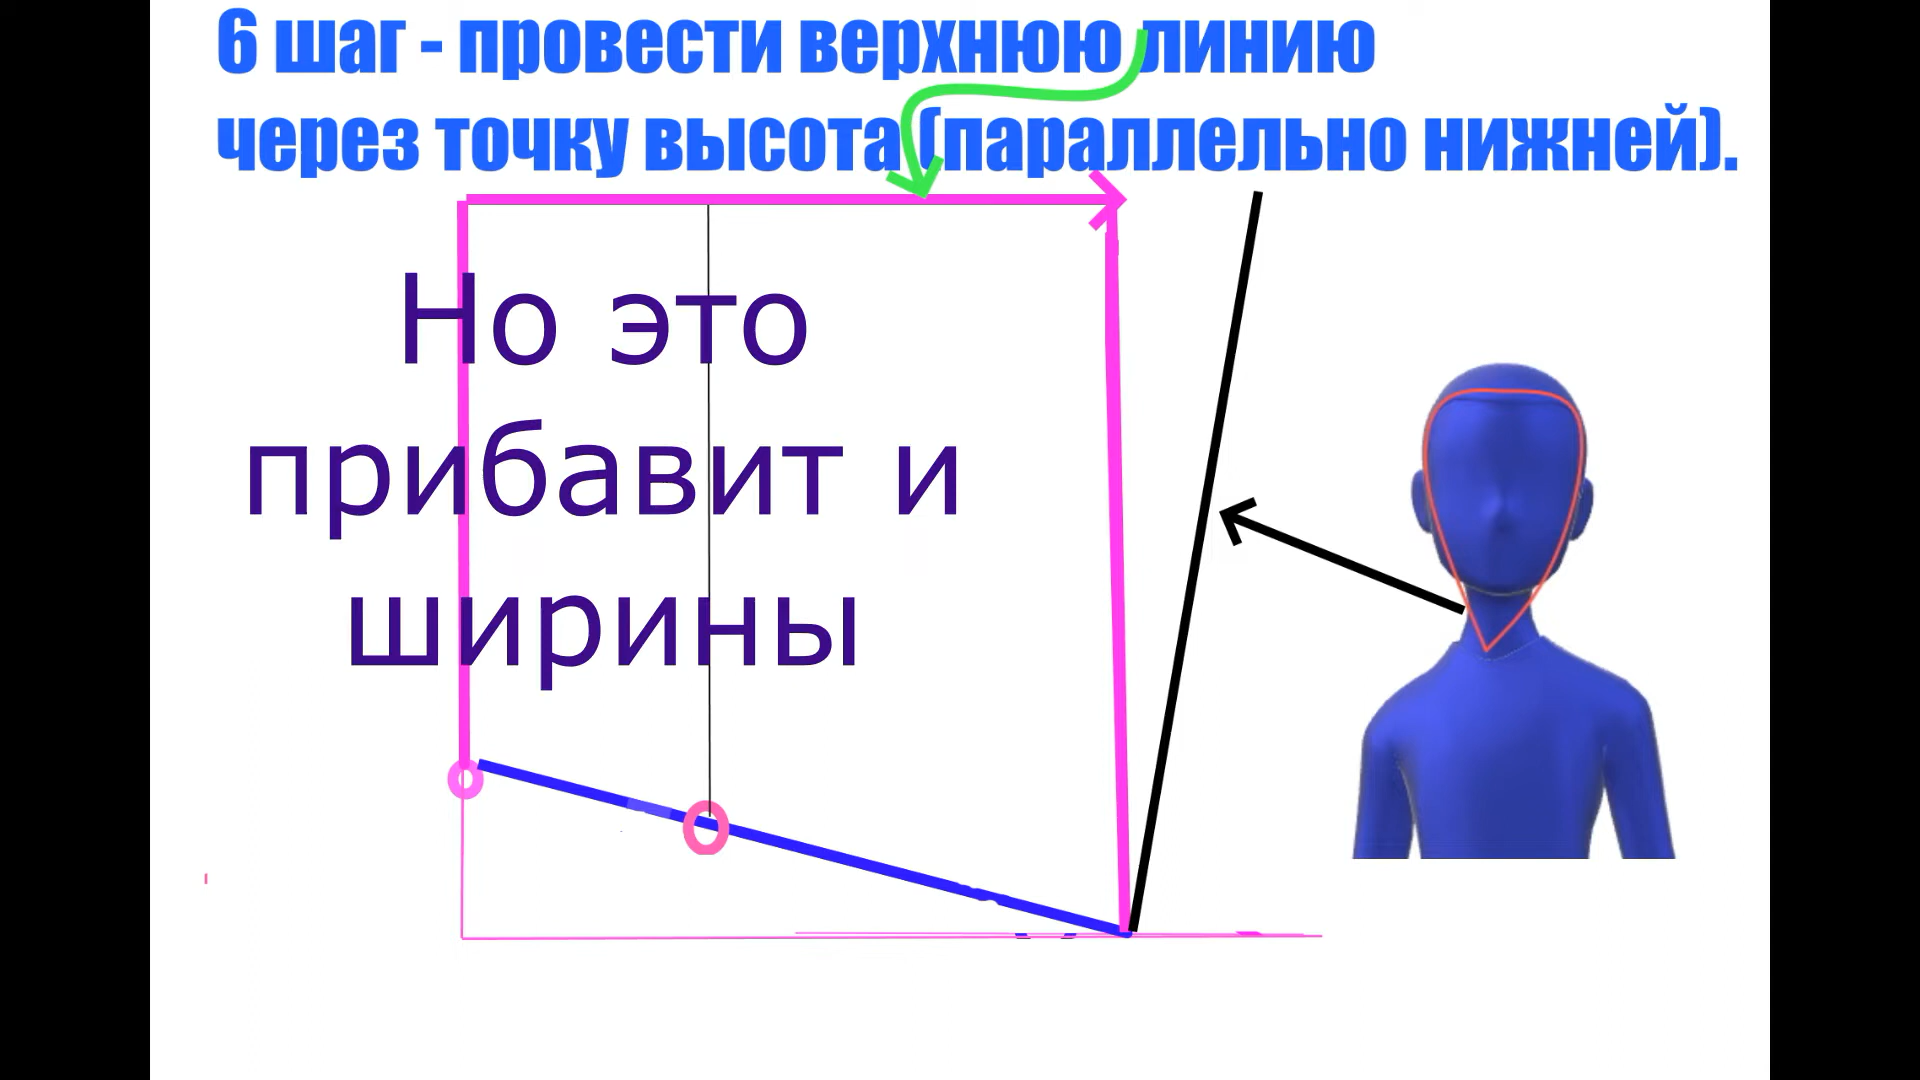 6 шаг - провести верхнюю линию
через точку высота (параллельно нижней).
Но это
прибавит и
ширины